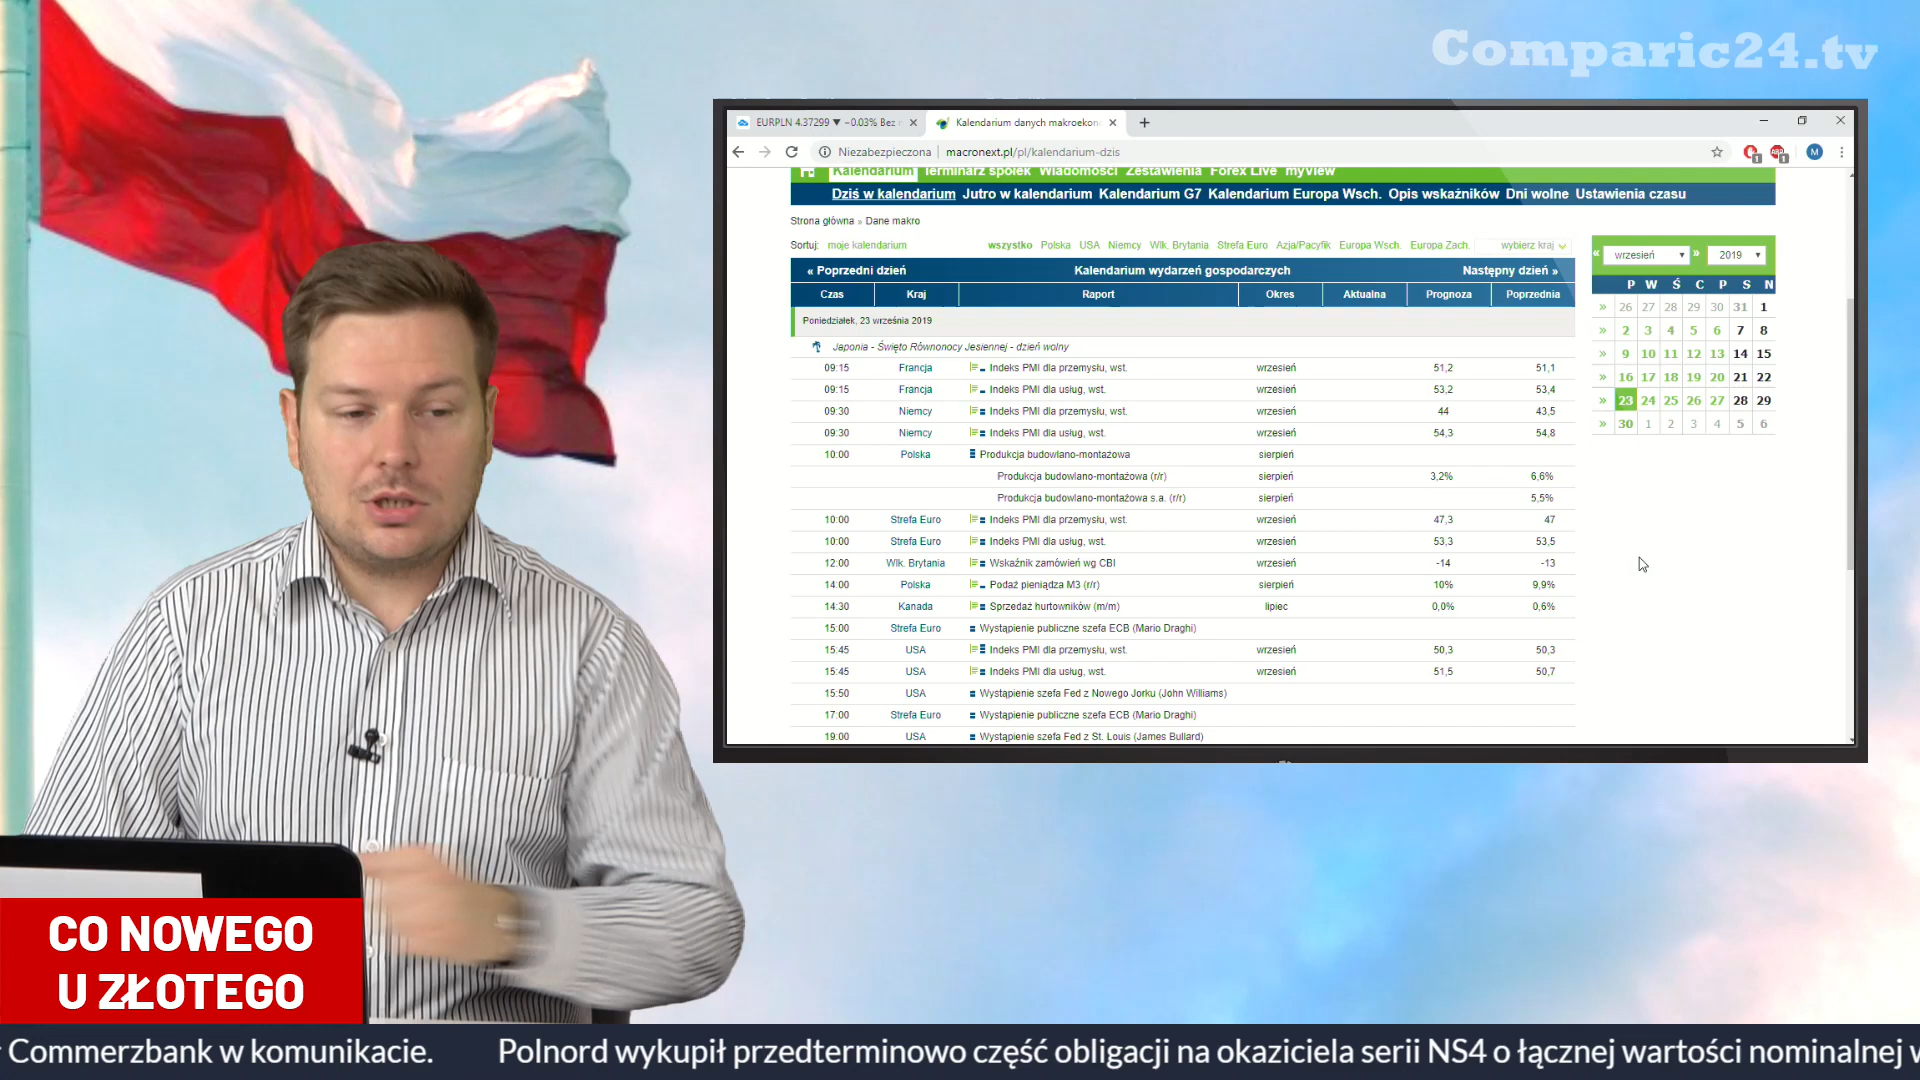 Comparic24.tv
EURPLN 4.37299 ▼ −0.03% Bez
Kalendarium danych makroekon
Niezabezpieczona | macronext.pl/pl/kalendarium-dzis
Kalendarium Terminarz spółek Wiadomości Zestawienia Forex Live myView
Dziś w kalendarium Jutro w kalendarium Kalendarium G7 Kalendarium Europa Wsch. Opis wskaźników Dni wolne Ustawienia czasu
Strona główna » Dane makro
Sortuj: moje kalendarium wszystko Polska USA Niemcy Wlk. Brytania Strefa Euro Azja/Pacyfik Europa Wsch. Europa Zach. wybierz kraj
« Poprzedni dzień Kalendarium wydarzeń gospodarczych Następny dzień »
Czas Kraj Raport Okres Aktualna Prognoza Poprzednia
Poniedziałek, 23 września 2019
Japonia - Święto Równonocy Jesiennej - dzień wolny
09:15 Francja Indeks PMI dla przemysłu, wst. wrzesień 51,2 51,1
09:15 Francja Indeks PMI dla usług, wst. wrzesień 53,2 53,4
09:30 Niemcy Indeks PMI dla przemysłu, wst. wrzesień 44 43,5
09:30 Niemcy Indeks PMI dla usług, wst. wrzesień 54,3 54,8
10:00 Polska Produkcja budowlano-montażowa sierpień
Produkcja budowlano-montażowa (r/r) sierpień 3,2% 6,6%
Produkcja budowlano-montażowa s.a. (r/r) sierpień 5,5%
10:00 Strefa Euro Indeks PMI dla przemysłu, wst. wrzesień 47,3 47
10:00 Strefa Euro Indeks PMI dla usług, wst. wrzesień 53,3 53,5
12:00 Wlk. Brytania Wskaźnik zamówień wg CBI wrzesień -14 -13
14:00 Polska Podaż pieniądza M3 (r/r) sierpień 10% 9,9%
14:30 Kanada Sprzedaż hurtowników (m/m) lipiec 0,0% 0,6%
15:00 Strefa Euro Wystąpienie publiczne szefa ECB (Mario Draghi)
15:45 USA Indeks PMI dla przemysłu, wst. wrzesień 50,3 50,3
15:45 USA Indeks PMI dla usług, wst. wrzesień 51,5 50,7
15:50 USA Wystąpienie szefa Fed z Nowego Jorku (John Williams)
17:00 Strefa Euro Wystąpienie publiczne szefa ECB (Mario Draghi)
19:00 USA Wystąpienie szefa Fed z St. Louis (James Bullard)
« wrzesień » 2019
P W Ś C P S N
» 26 27 28 29 30 31 1
» 2 3 4 5 6 7 8
» 9 10 11 12 13 14 15
» 16 17 18 19 20 21 22
» 23 24 25 26 27 28 29
» 30 1 2 3 4 5 6
CO NOWEGO
U ZŁOTEGO
Commerzbank w komunikacie. Polnord wykupił przedterminowo część obligacji na okaziciela serii NS4 o łącznej wartości nominalnej